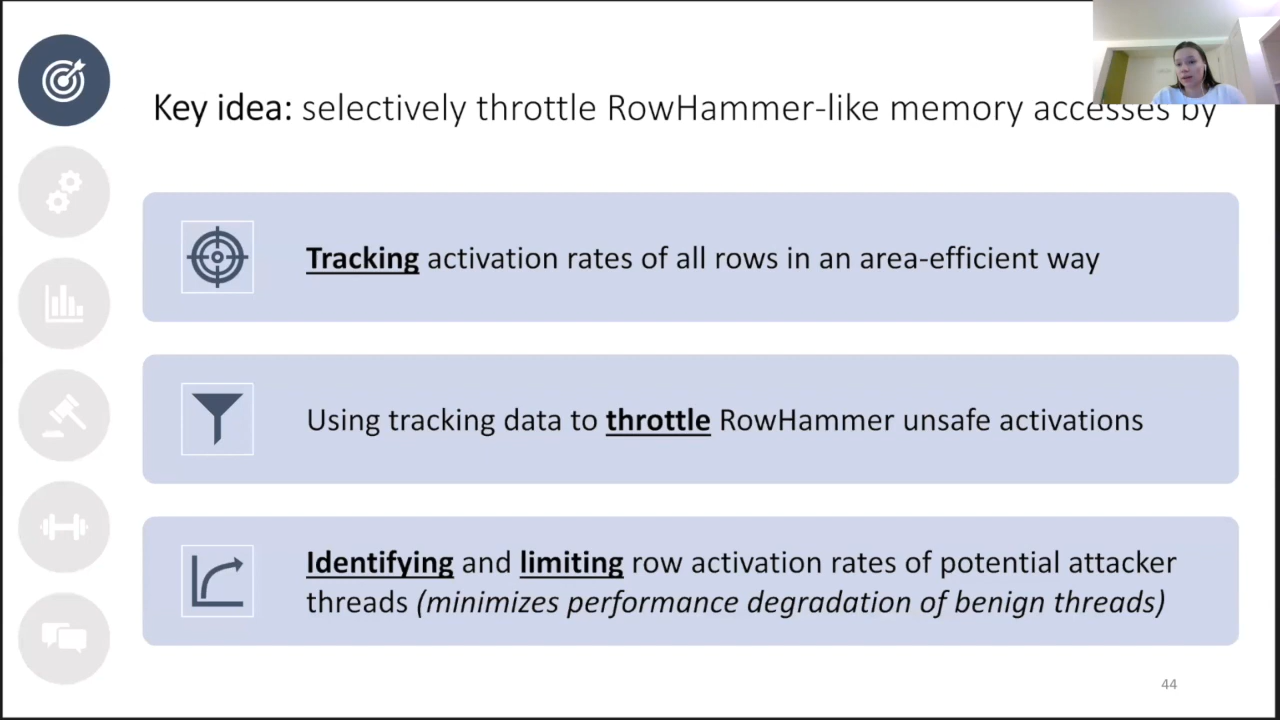 Key idea: selectively throttle RowHammer-like memory accesses by
Tracking activation rates of all rows in an area-efficient way
Using tracking data to throttle RowHammer unsafe activations
Identifying and limiting row activation rates of potential attacker
threads (minimizes performance degradation of benign threads)
44